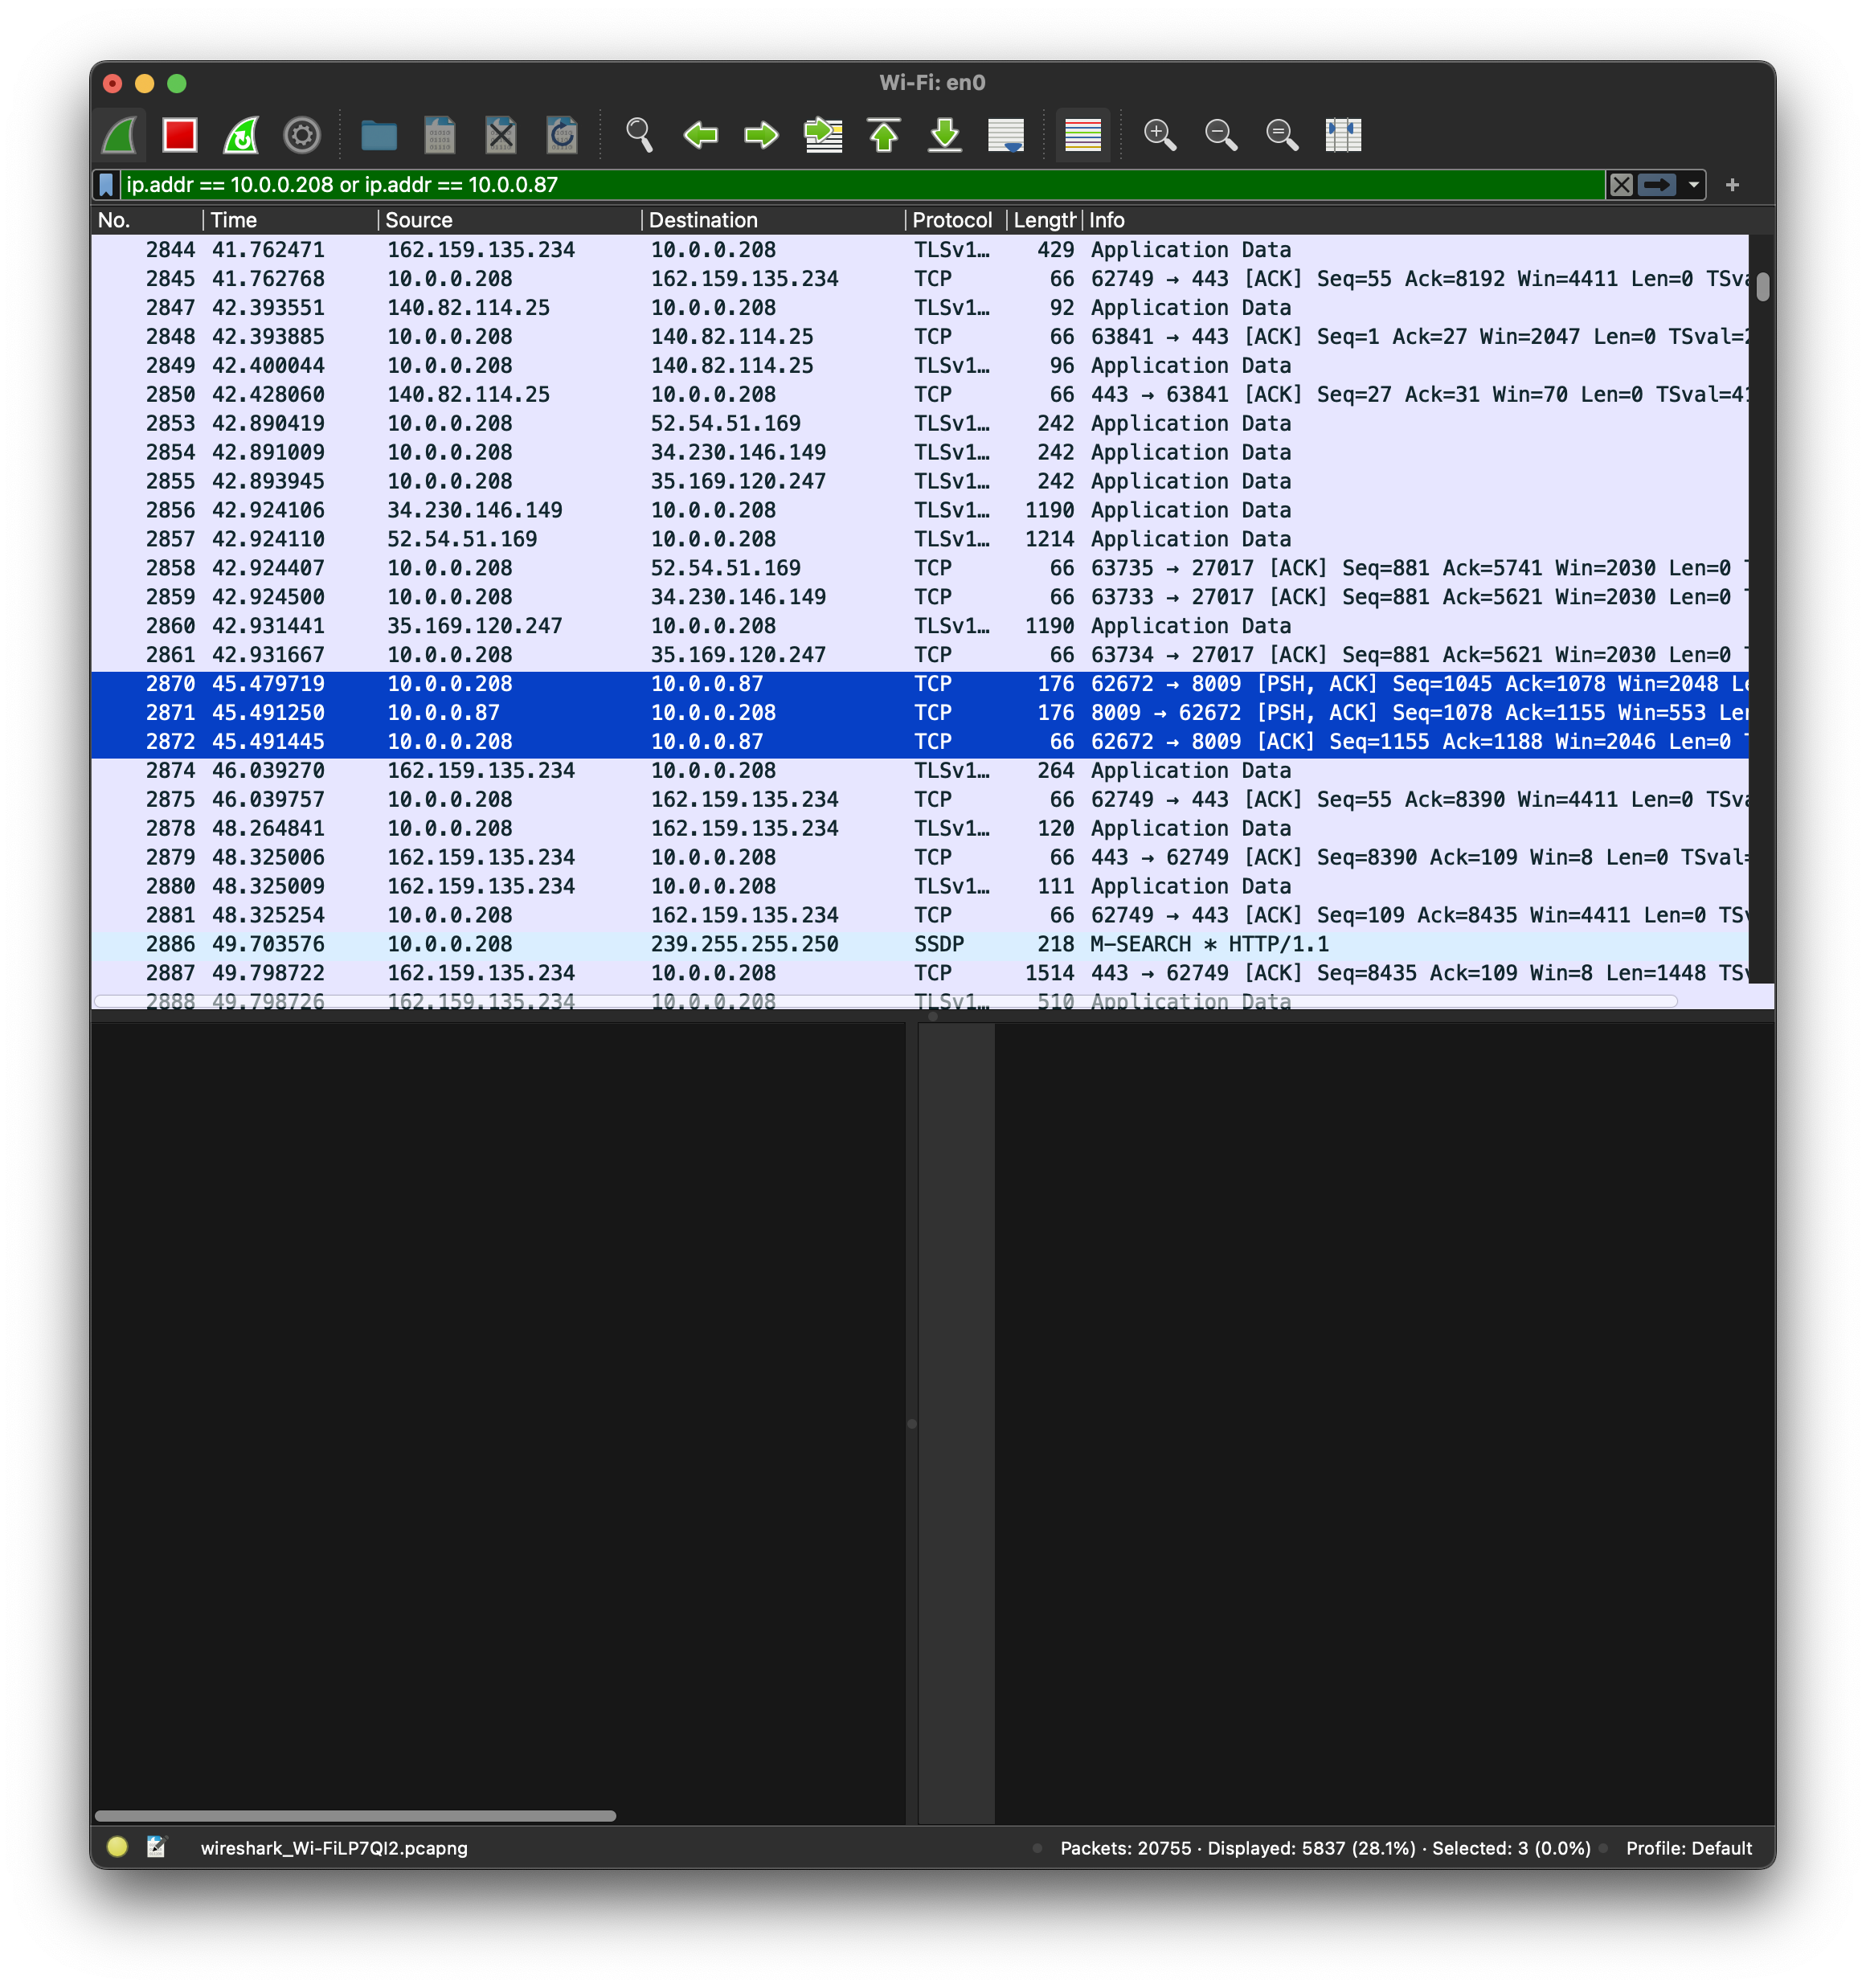 Wi-Fi: en0
ip.addr == 10.0.0.208 or ip.addr == 10.0.0.87
No. Time Source Destination Protocol Length Info
2844 41.762471 162.159.135.234 10.0.0.208 TLSv1… 429 Application Data
2845 41.762768 10.0.0.208 162.159.135.234 TCP 66 62749 → 443 [ACK] Seq=55 Ack=8192 Win=4411 Len=0 TSva
2847 42.393551 140.82.114.25 10.0.0.208 TLSv1… 92 Application Data
2848 42.393885 10.0.0.208 140.82.114.25 TCP 66 63841 → 443 [ACK] Seq=1 Ack=27 Win=2047 Len=0 TSval=2
2849 42.400044 10.0.0.208 140.82.114.25 TLSv1… 96 Application Data
2850 42.428060 140.82.114.25 10.0.0.208 TCP 66 443 → 63841 [ACK] Seq=27 Ack=31 Win=70 Len=0 TSval=41
2853 42.890419 10.0.0.208 52.54.51.169 TLSv1… 242 Application Data
2854 42.891009 10.0.0.208 34.230.146.149 TLSv1… 242 Application Data
2855 42.893945 10.0.0.208 35.169.120.247 TLSv1… 242 Application Data
2856 42.924106 34.230.146.149 10.0.0.208 TLSv1… 1190 Application Data
2857 42.924110 52.54.51.169 10.0.0.208 TLSv1… 1214 Application Data
2858 42.924407 10.0.0.208 52.54.51.169 TCP 66 63735 → 27017 [ACK] Seq=881 Ack=5741 Win=2030 Len=0 T
2859 42.924500 10.0.0.208 34.230.146.149 TCP 66 63733 → 27017 [ACK] Seq=881 Ack=5621 Win=2030 Len=0 T
2860 42.931441 35.169.120.247 10.0.0.208 TLSv1… 1190 Application Data
2861 42.931667 10.0.0.208 35.169.120.247 TCP 66 63734 → 27017 [ACK] Seq=881 Ack=5621 Win=2030 Len=0 T
2870 45.479719 10.0.0.208 10.0.0.87 TCP 176 62672 → 8009 [PSH, ACK] Seq=1045 Ack=1078 Win=2048 Le
2871 45.491250 10.0.0.87 10.0.0.208 TCP 176 8009 → 62672 [PSH, ACK] Seq=1078 Ack=1155 Win=553 Len
2872 45.491445 10.0.0.208 10.0.0.87 TCP 66 62672 → 8009 [ACK] Seq=1155 Ack=1188 Win=2046 Len=0 T
2874 46.039270 162.159.135.234 10.0.0.208 TLSv1… 264 Application Data
2875 46.039757 10.0.0.208 162.159.135.234 TCP 66 62749 → 443 [ACK] Seq=55 Ack=8390 Win=4411 Len=0 TSva
2878 48.264841 10.0.0.208 162.159.135.234 TLSv1… 120 Application Data
2879 48.325006 162.159.135.234 10.0.0.208 TCP 66 443 → 62749 [ACK] Seq=8390 Ack=109 Win=8 Len=0 TSval=
2880 48.325009 162.159.135.234 10.0.0.208 TLSv1… 111 Application Data
2881 48.325254 10.0.0.208 162.159.135.234 TCP 66 62749 → 443 [ACK] Seq=109 Ack=8435 Win=4411 Len=0 TSv
2886 49.703576 10.0.0.208 239.255.255.250 SSDP 218 M-SEARCH * HTTP/1.1
2887 49.798722 162.159.135.234 10.0.0.208 TCP 1514 443 → 62749 [ACK] Seq=8435 Ack=109 Win=8 Len=1448 TSv
2888 49.798726 162.159.135.234 10.0.0.208 TLSv1… 510 Application Data
wireshark_Wi-FiLP7QI2.pcapng Packets: 20755 · Displayed: 5837 (28.1%) · Selected: 3 (0.0%) Profile: Default